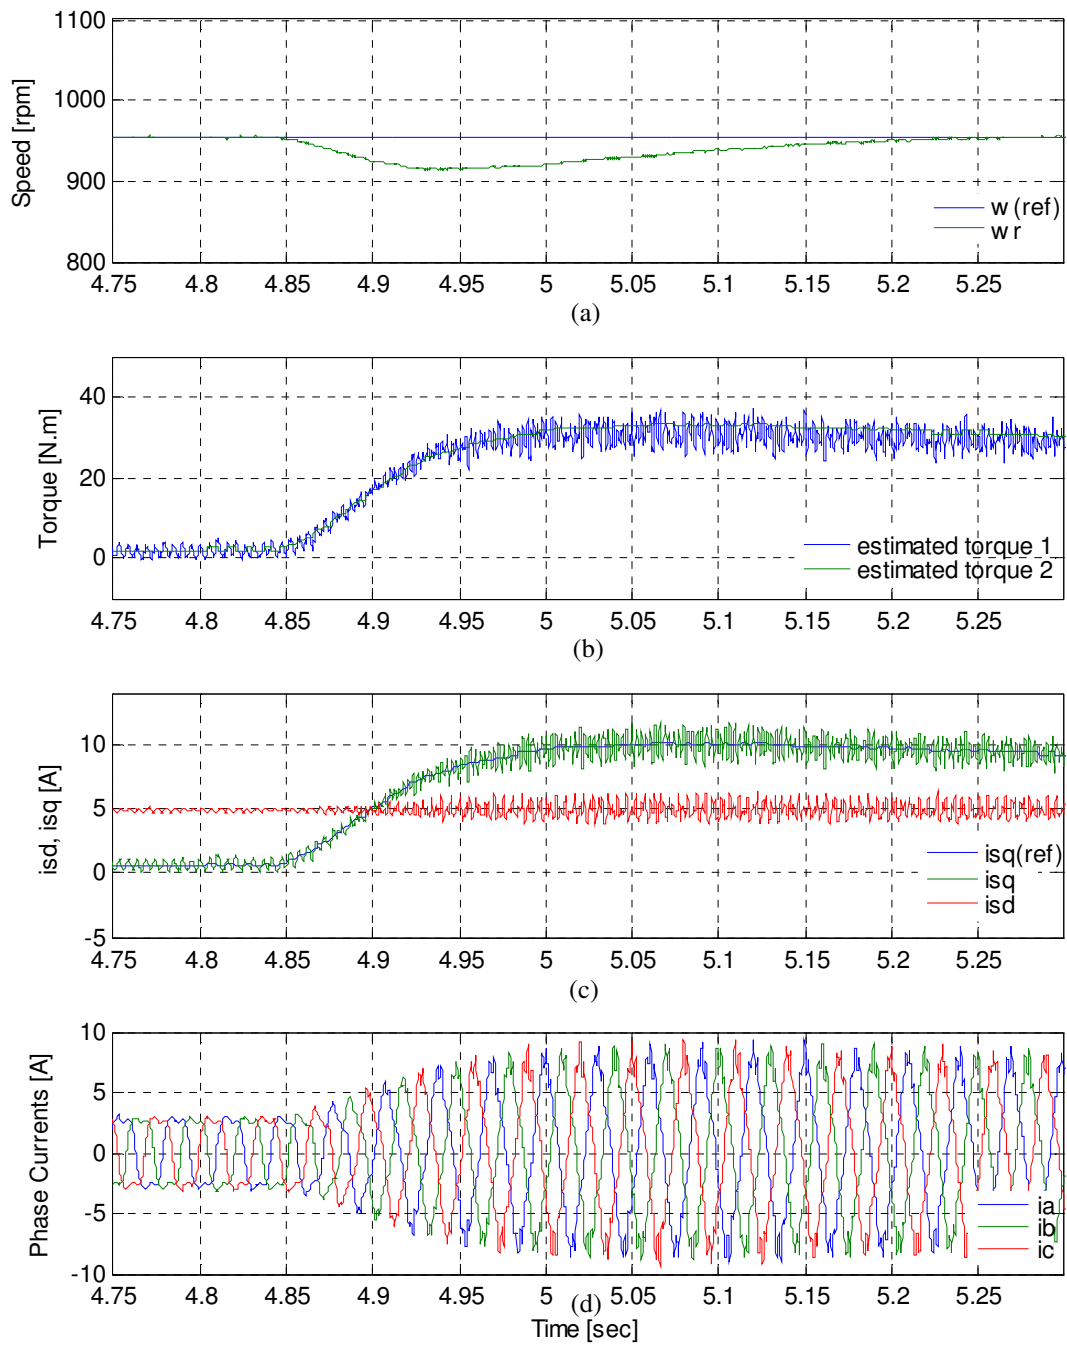 1100
1000
900
800
Speed [rpm]
w (ref)
w r
4.75 4.8 4.85 4.9 4.95 5 5.05 5.1 5.15 5.2 5.25
(a)
40
20
0
Torque [N.m]
estimated torque 1
estimated torque 2
4.75 4.8 4.85 4.9 4.95 5 5.05 5.1 5.15 5.2 5.25
(b)
10
5
0
-5
isd, isq [A]
isq(ref)
isq
isd
4.75 4.8 4.85 4.9 4.95 5 5.05 5.1 5.15 5.2 5.25
(c)
10
5
0
-5
-10
Phase Currents [A]
ia
ib
ic
4.75 4.8 4.85 4.9 4.95 5 5.05 5.1 5.15 5.2 5.25
(d)
Time [sec]